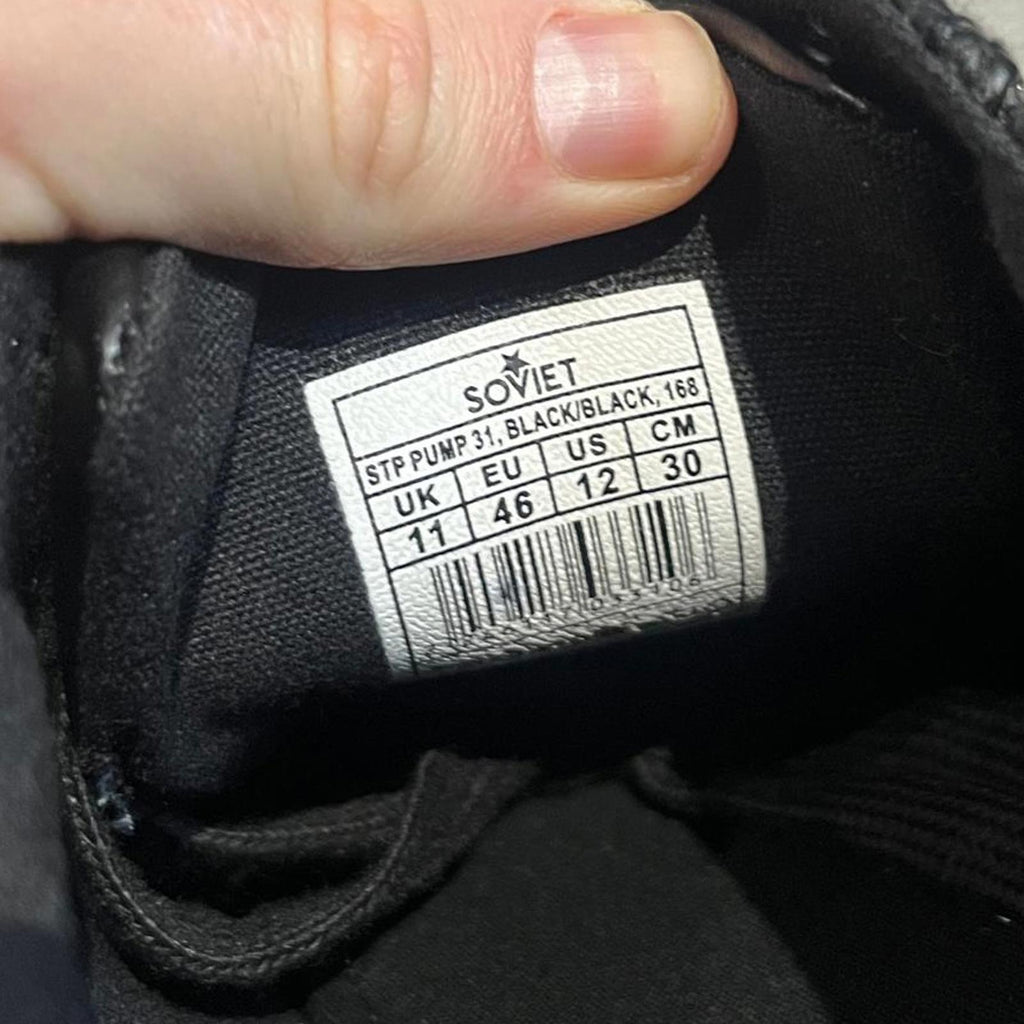 SOVIET
STP PUMP 31, BLACK/BLACK, 168
UK EU US CM
11 46 12 30